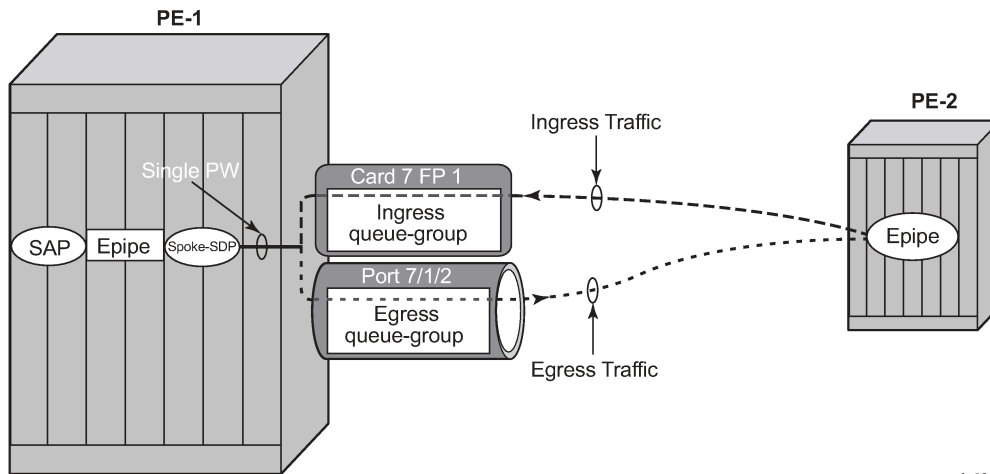 PE-1
PE-2
Ingress Traffic
Single PW
Card 7 FP 1
Ingress
queue-group
SAP
Epipe
Spoke-SDP
Epipe
Port 7/1/2
Egress
queue-group
Egress Traffic